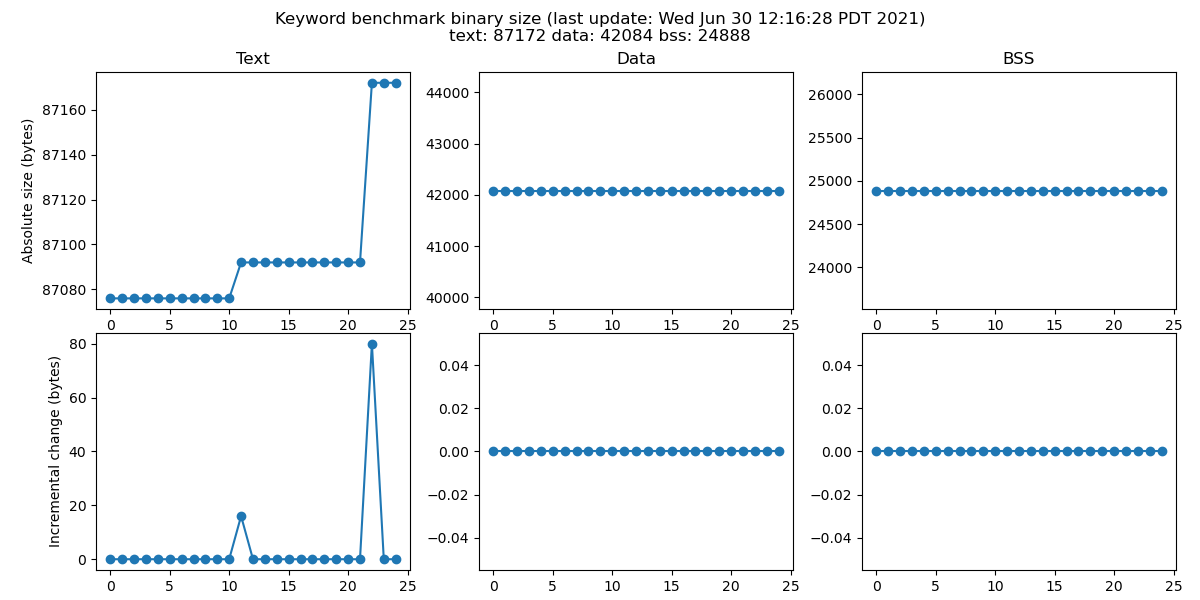 Keyword benchmark binary size (last update: Wed Jun 30 12:16:28 PDT 2021)
text: 87172 data: 42084 bss: 24888
Text
Data
BSS
Absolute size (bytes)
87160
87140
87120
87100
87080
0 5 10 15 20 25
44000
43000
42000
41000
40000
0 5 10 15 20 25
26000
25500
25000
24500
24000
0 5 10 15 20 25
Incremental change (bytes)
80
60
40
20
0
0 5 10 15 20 25
0.04
0.02
0.00
−0.02
−0.04
0 5 10 15 20 25
0.04
0.02
0.00
−0.02
−0.04
0 5 10 15 20 25